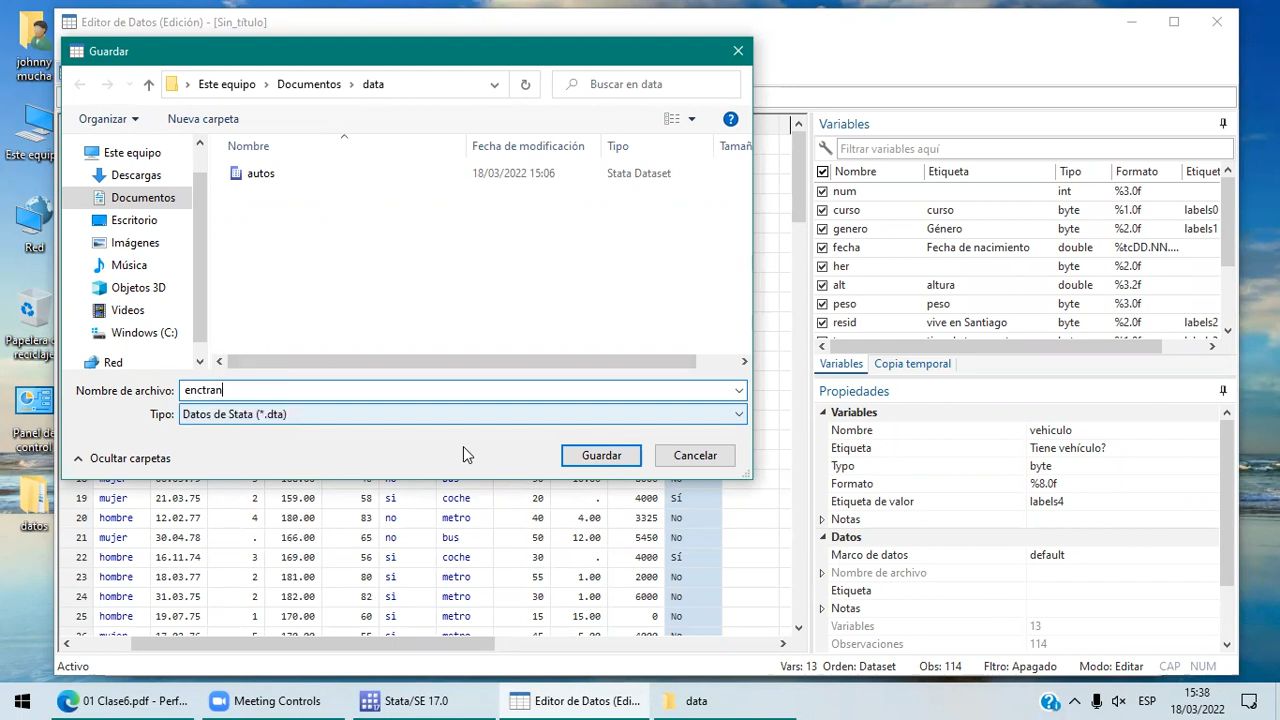 johnny
mucha
Este equipo
Red
Papelera de
reciclaje
Panel de
control
datos
Editor de Datos (Edición) - [Sin_título]
Guardar
Este equipo > Documentos > data
Buscar en data
Organizar
Nueva carpeta
Este equipo
Descargas
Documentos
Escritorio
Imágenes
Música
Objetos 3D
Videos
Windows (C:)
Red
Nombre Fecha de modificación Tipo Tamañ
autos 18/03/2022 15:06 Stata Dataset
Nombre de archivo: enctran
Tipo: Datos de Stata (*.dta)
Ocultar carpetas
Guardar Cancelar
19 mujer 21.03.75 2 159.00 58 si coche 20 . 4000 Sí
20 hombre 12.02.77 4 180.00 83 no metro 40 4.00 3325 No
21 mujer 30.04.78 . 166.00 65 no bus 50 12.00 5450 No
22 hombre 16.11.74 3 169.00 56 si coche 30 . 4000 Sí
23 hombre 18.03.77 2 181.00 80 si metro 55 1.00 2000 No
24 hombre 31.03.75 2 182.00 82 si metro 30 1.00 6000 No
25 hombre 19.07.75 1 170.00 60 si metro 15 15.00 0 No
Variables
Filtrar variables aquí
Nombre Etiqueta Tipo Formato Etiquet
num int %3.0f
curso curso byte %1.0f labels0
genero Género byte %2.0f labels1
fecha Fecha de nacimiento double %tcDD.NN....
her byte %2.0f
alt altura double %3.2f
peso peso byte %3.0f
resid vive en Santiago byte %2.0f labels2
Variables Copia temporal
Propiedades
Variables
Nombre vehiculo
Etiqueta Tiene vehículo?
Tipo byte
Formato %8.0f
Etiqueta de valor labels4
Notas
Datos
Marco de datos default
Nombre de archivo
Etiqueta
Notas
Variables 13
Observaciones 114
Activo Vars: 13 Orden: Dataset Obs: 114 Fltro: Apagado Modo: Editar CAP NUM
01 Clase6.pdf - Perf... Meeting Controls Stata/SE 17.0 Editor de Datos (Edi... data
ESP
15:38
18/03/2022